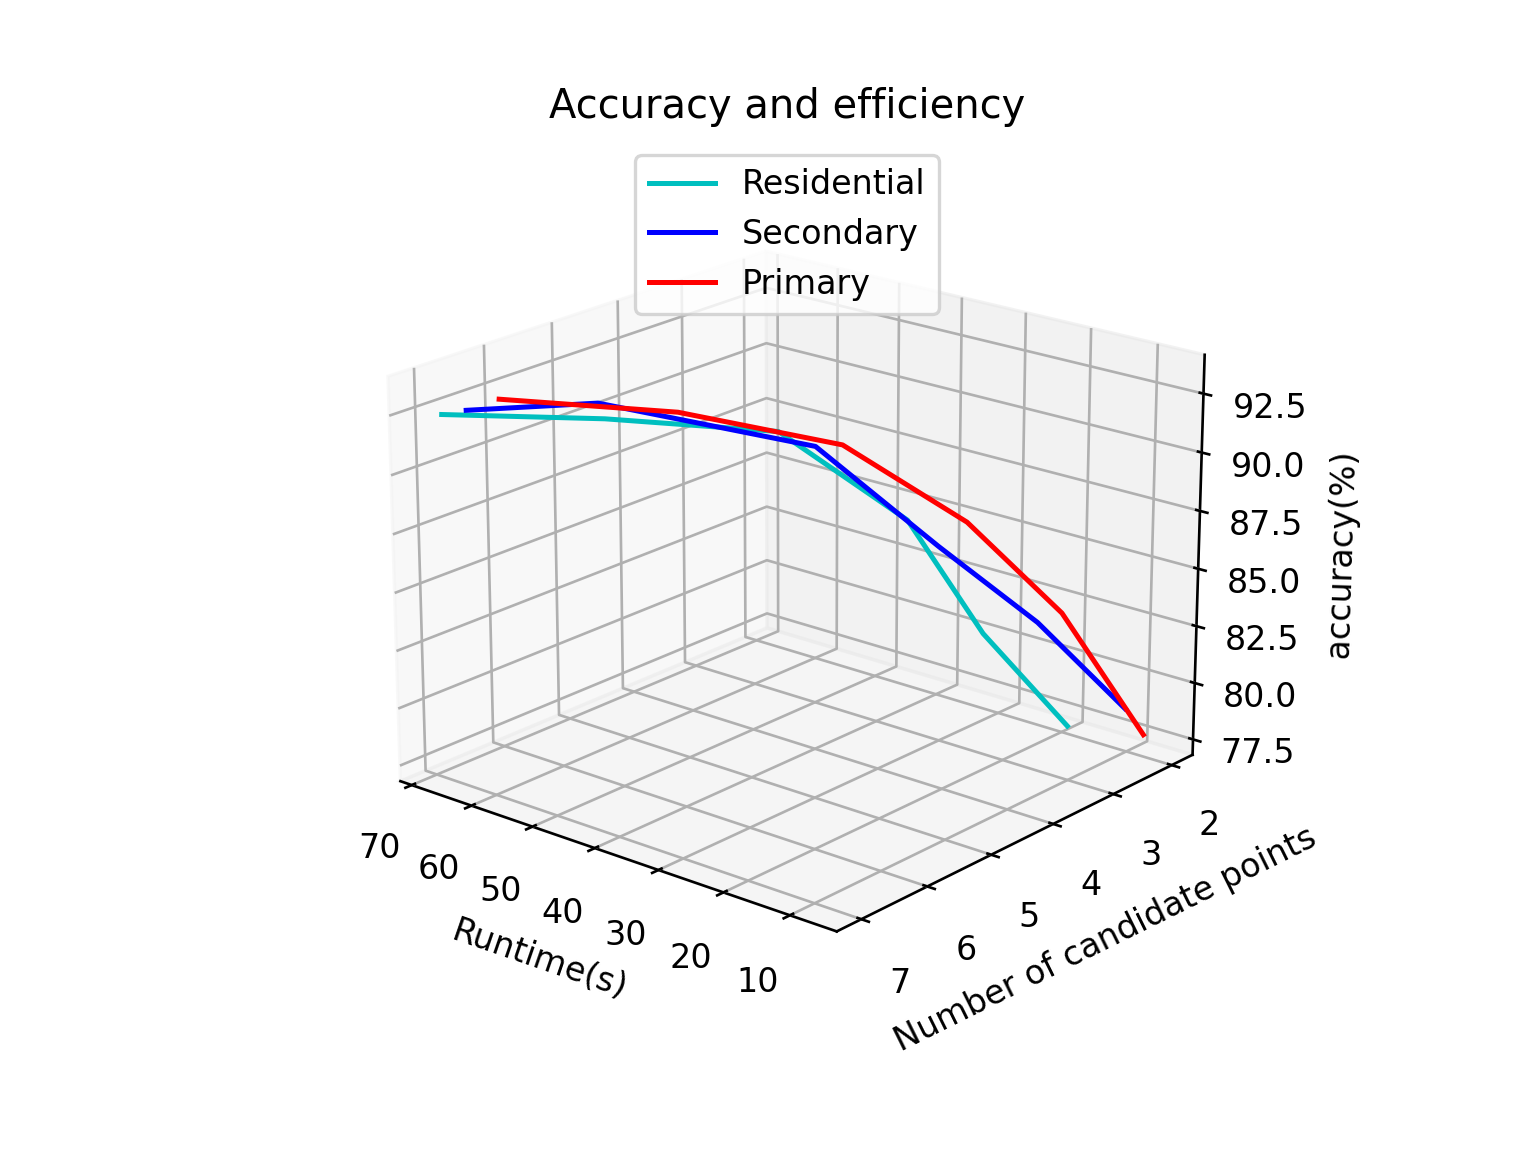 Accuracy and efficiency
Residential
Secondary
Primary
92.5
90.0
87.5
85.0
82.5
80.0
77.5
accuracy(%)
70
60
50
40
30
20
10
Runtime(s)
2
3
4
5
6
7
Number of candidate points